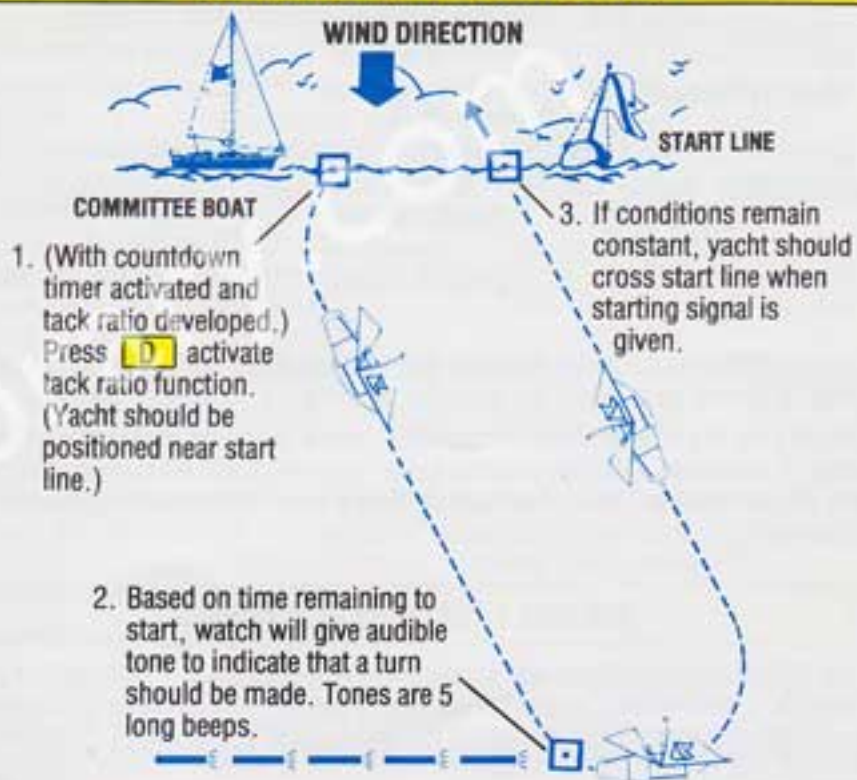 WIND DIRECTION
START LINE
COMMITTEE BOAT
1. (With countdown
timer activated and
tack ratio developed.)
Press D activate
tack ratio function.
(Yacht should be
positioned near start
line.)
2. Based on time remaining to
start, watch will give audible
tone to indicate that a turn
should be made. Tones are 5
long beeps.
3. If conditions remain
constant, yacht should
cross start line when
starting signal is
given.